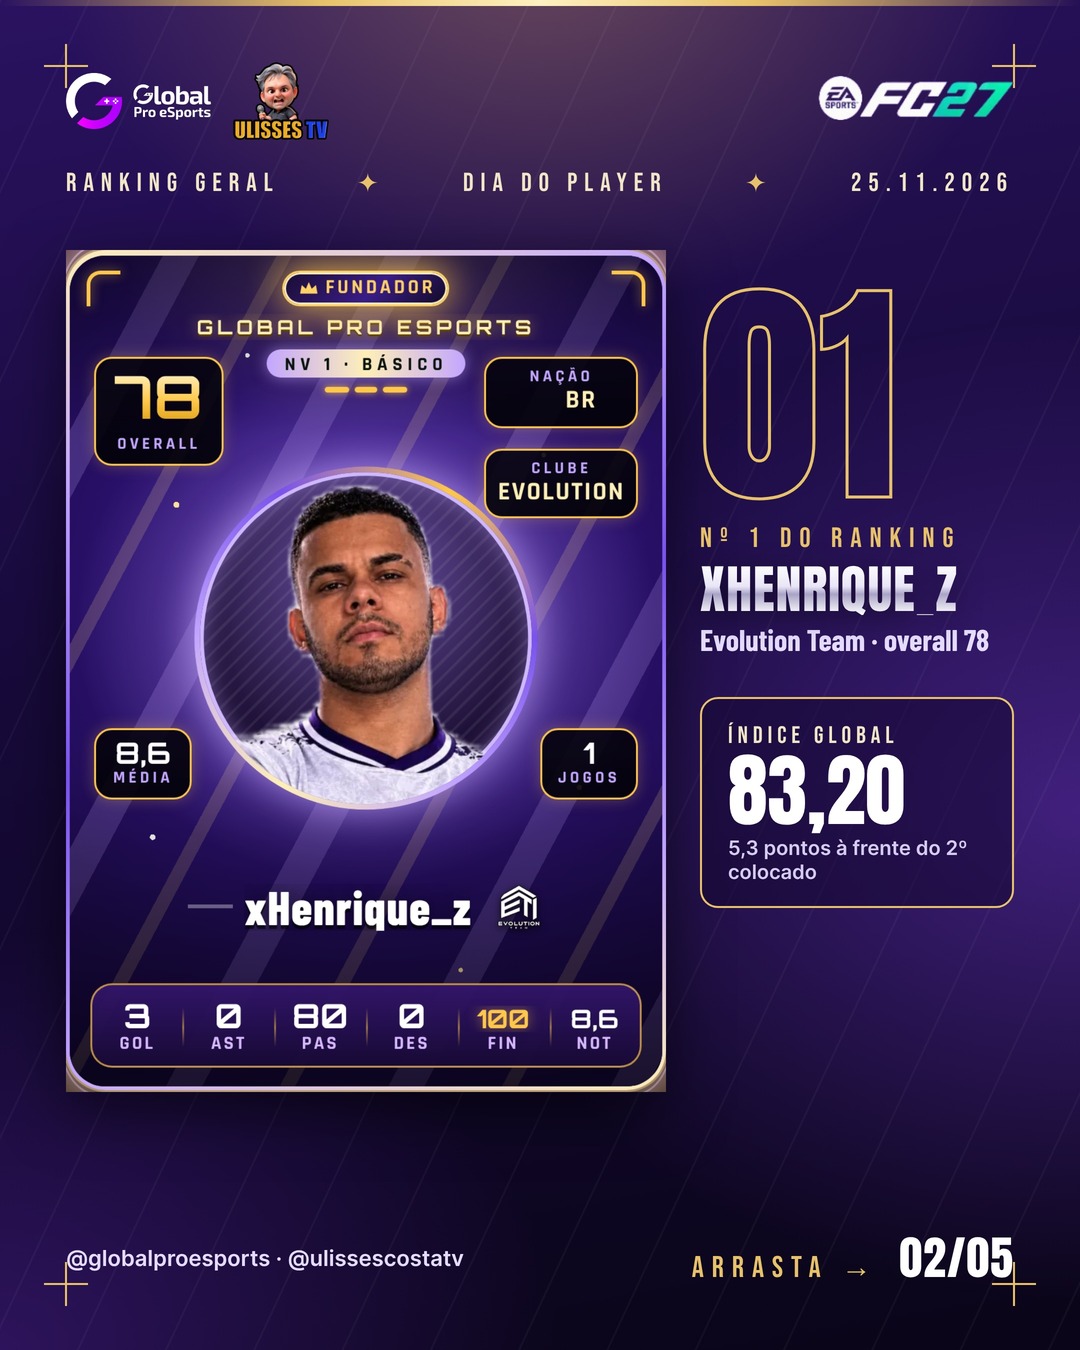 Global
Pro eSports
ULISSES TV
EA
SPORTS
FC27
RANKING GERAL ✦ DIA DO PLAYER ✦ 25.11.2026
FUNDADOR
GLOBAL PRO ESPORTS
NV 1 · BÁSICO
78
OVERALL
NAÇÃO
BR
CLUBE
EVOLUTION
8,6
MÉDIA
1
JOGOS
xHenrique_z
EVOLUTION
TEAM
3 0 80 0 100 8,6
GOL AST PAS DES FIN NOT
01
Nº 1 DO RANKING
XHENRIQUE_Z
Evolution Team · overall 78
ÍNDICE GLOBAL
83,20
5,3 pontos à frente do 2º
colocado
@globalproesports · @ulissescostatv
ARRASTA → 02/05